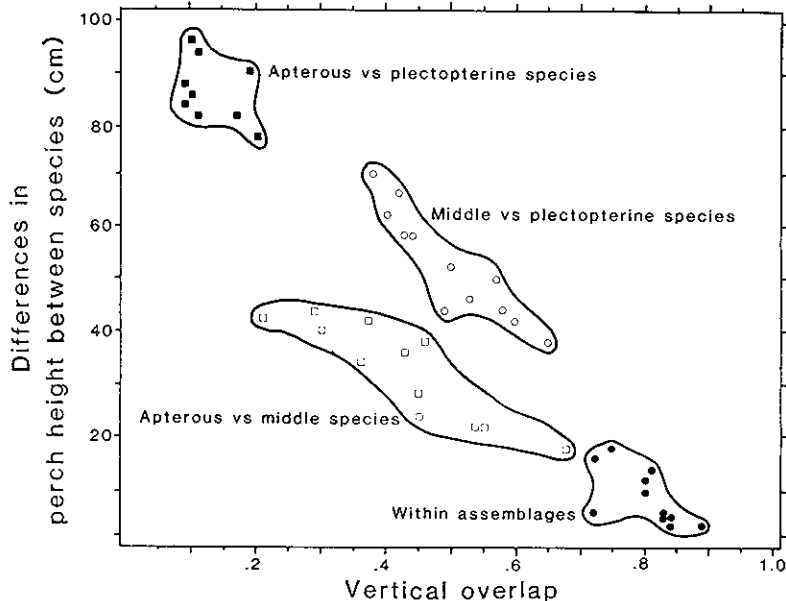 100
80
60
40
20
Differences in
perch height between species (cm)
Apterous vs plectopterine species
Middle vs plectopterine species
Apterous vs middle species
Within assemblages
.2
.4
.6
.8
1.0
Vertical overlap